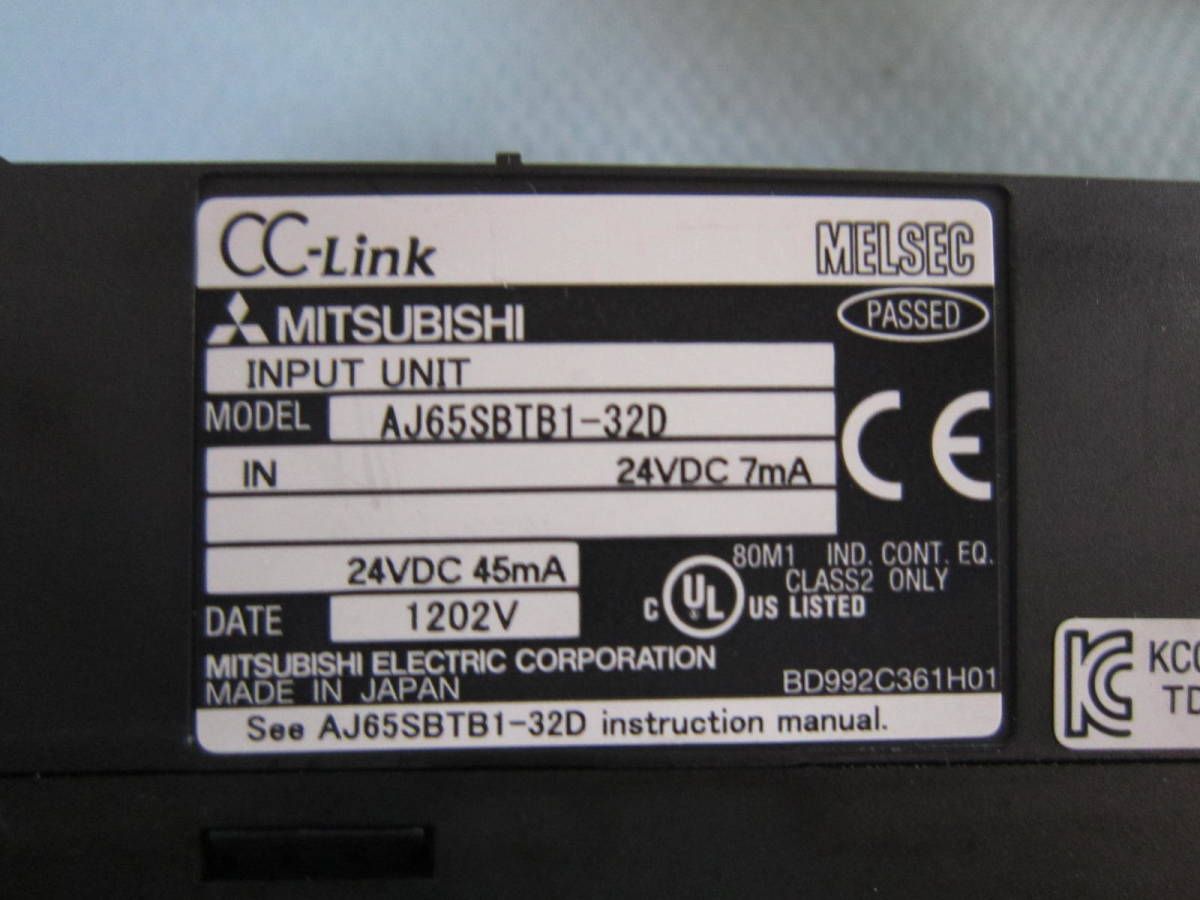 CC-Link MELSEC
MITSUBISHI PASSED
INPUT UNIT
MODEL AJ65SBTB1-32D
CE
IN 24VDC 7mA
24VDC 45mA
80M1 IND. CONT. EQ.
CLASS2 ONLY
C UL US LISTED
DATE 1202V
MITSUBISHI ELECTRIC CORPORATION
MADE IN JAPAN BD992C361H01
See AJ65SBTB1-32D instruction manual.
KCC
TD